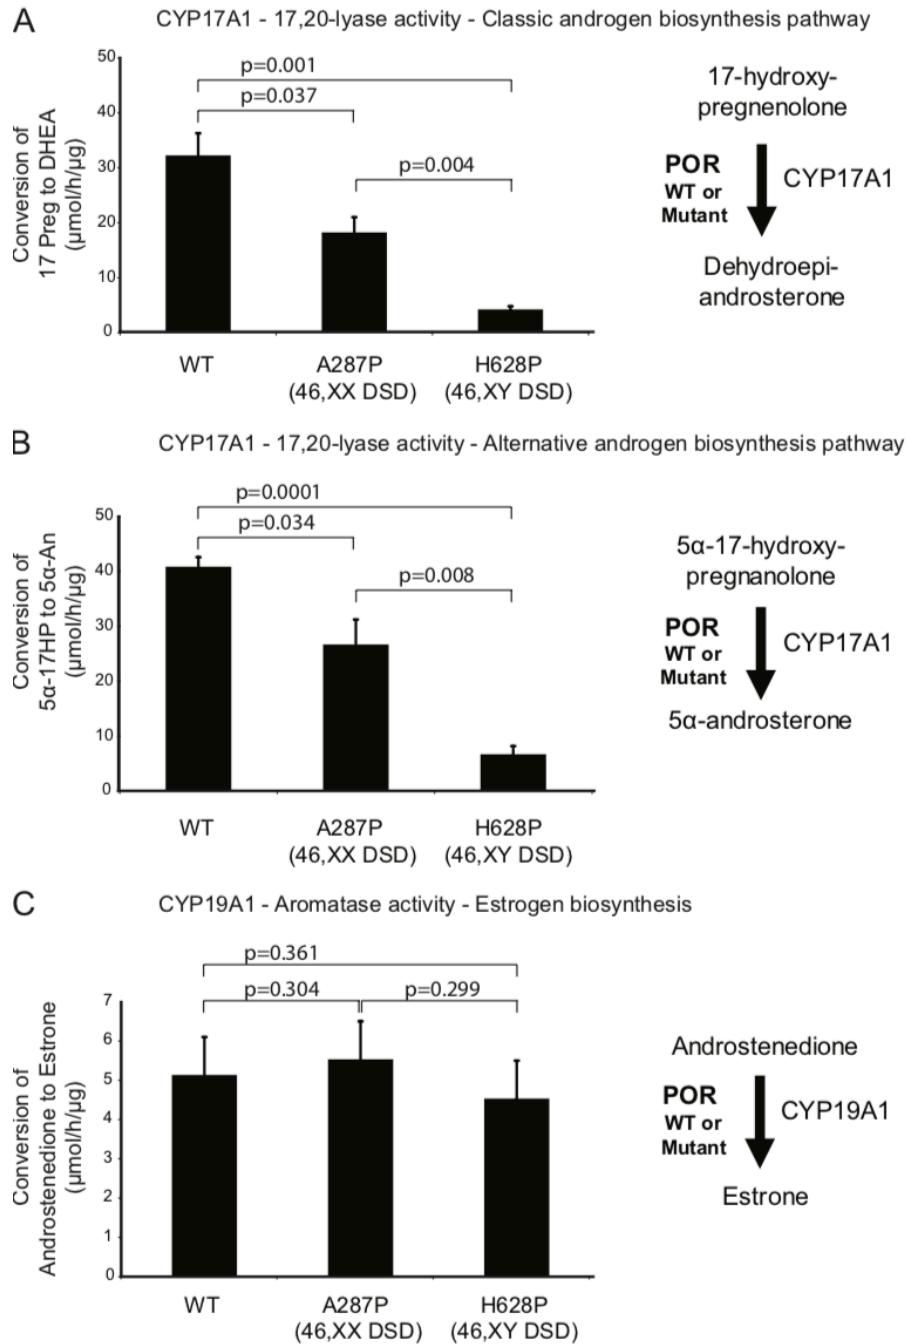 A
CYP17A1 - 17,20-lyase activity - Classic androgen biosynthesis pathway
Conversion of
17 Preg to DHEA
(μmol/h/μg)
50
40
30
20
10
0
p=0.001
p=0.037
p=0.004
WT
A287P
(46,XX DSD)
H628P
(46,XY DSD)
17-hydroxy-
pregnenolone
POR
WT or
Mutant
CYP17A1
Dehydroepi-
androsterone
B
CYP17A1 - 17,20-lyase activity - Alternative androgen biosynthesis pathway
Conversion of
5α-17HP to 5α-An
(μmol/h/μg)
50
40
30
20
10
0
p=0.0001
p=0.034
p=0.008
WT
A287P
(46,XX DSD)
H628P
(46,XY DSD)
5α-17-hydroxy-
pregnanolone
POR
WT or
Mutant
CYP17A1
5α-androsterone
C
CYP19A1 - Aromatase activity - Estrogen biosynthesis
Conversion of
Androstenedione to Estrone
(μmol/h/μg)
7
6
5
4
3
2
1
0
p=0.361
p=0.304
p=0.299
WT
A287P
(46,XX DSD)
H628P
(46,XY DSD)
Androstenedione
POR
WT or
Mutant
CYP19A1
Estrone